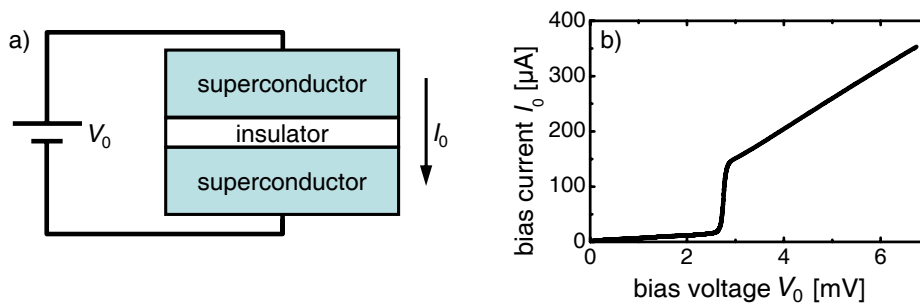 a)
superconductor
insulator
superconductor
V0
I0
b)
bias current I0 [µA]
400
300
200
100
0
0 2 4 6
bias voltage V0 [mV]